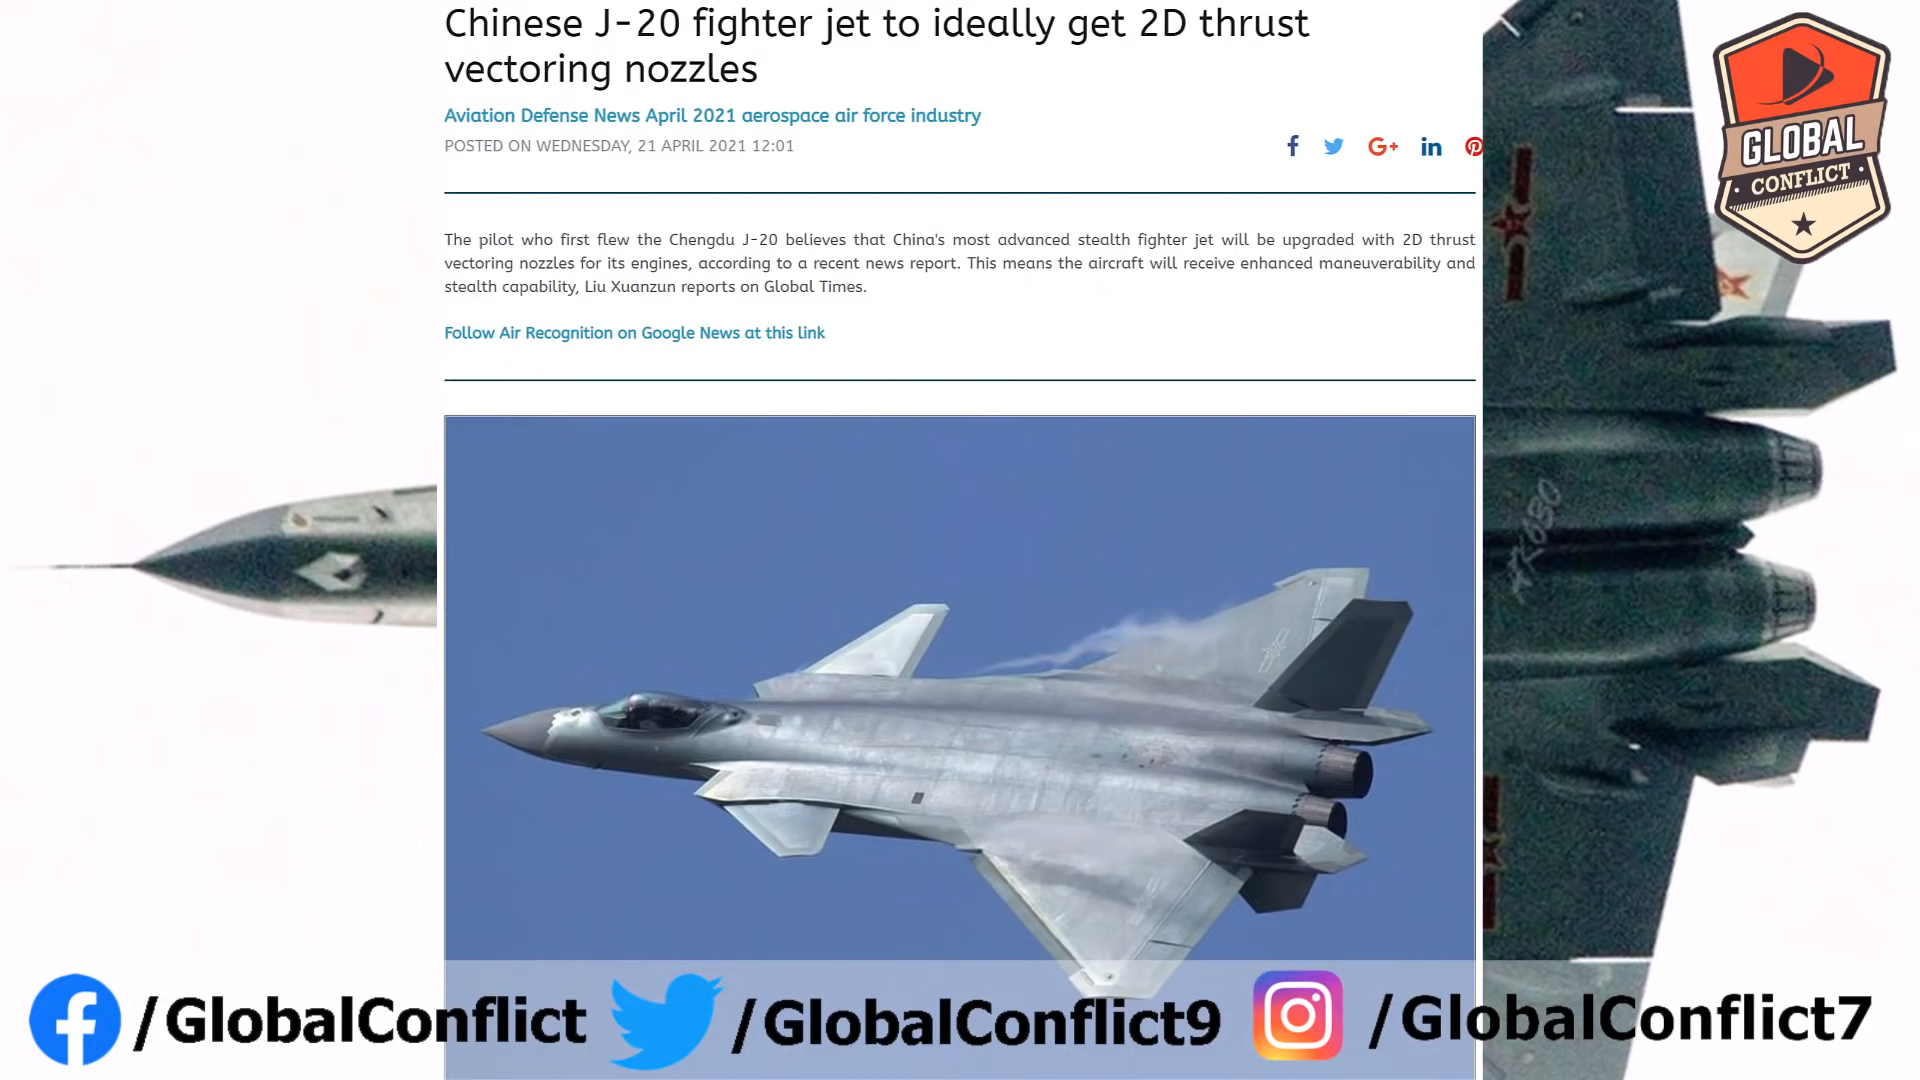 Chinese J-20 fighter jet to ideally get 2D thrust
vectoring nozzles
Aviation Defense News April 2021 aerospace air force industry
POSTED ON WEDNESDAY, 21 APRIL 2021 12:01
GLOBAL
CONFLICT
The pilot who first flew the Chengdu J-20 believes that China's most advanced stealth fighter jet will be upgraded with 2D thrust
vectoring nozzles for its engines, according to a recent news report. This means the aircraft will receive enhanced maneuverability and
stealth capability, Liu Xuanzun reports on Global Times.
Follow Air Recognition on Google News at this link
/GlobalConflict
/GlobalConflict9
/GlobalConflict7